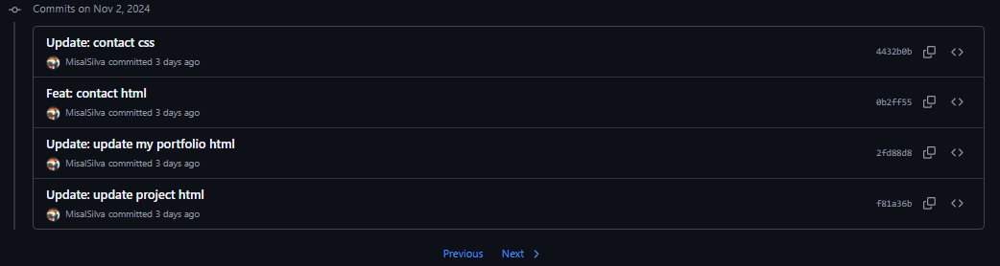 Commits on Nov 2, 2024
Update: contact css
MisalSilva committed 3 days ago
4432b0b
Feat: contact html
MisalSilva committed 3 days ago
0b2ff55
Update: update my portfolio html
MisalSilva committed 3 days ago
2fd88d8
Update: update project html
MisalSilva committed 3 days ago
f81a36b
Previous Next